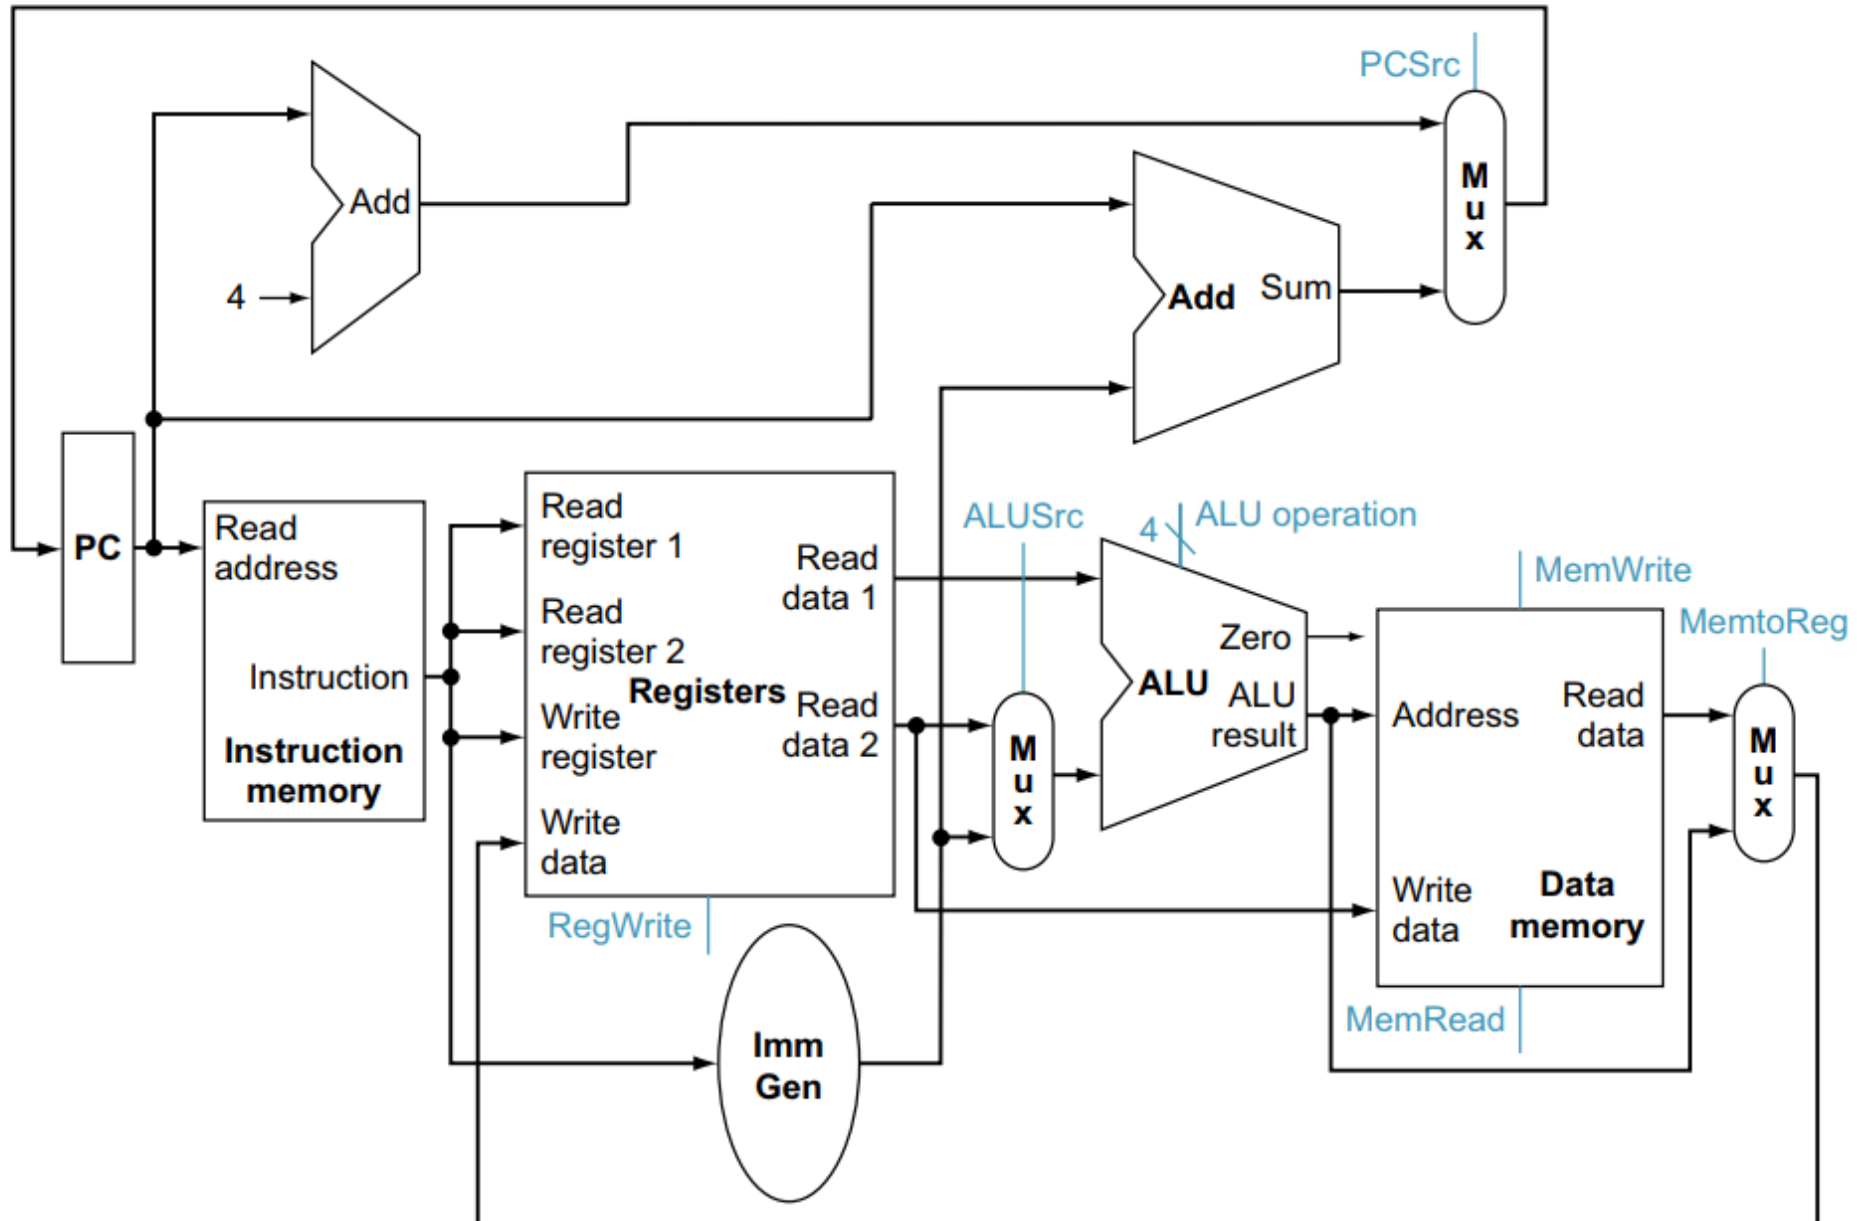 PCSrc
M
u
x
Add
4
Add
Sum
PC
Read
address
Instruction
Instruction
memory
Read
register 1
Read
register 2
Write
register
Write
data
Registers
Read
data 1
Read
data 2
RegWrite
Imm
Gen
ALUSrc
M
u
x
4
ALU operation
Zero
ALU
ALU
result
MemWrite
Address
Read
data
Write
data
Data
memory
MemRead
MemtoReg
M
u
x